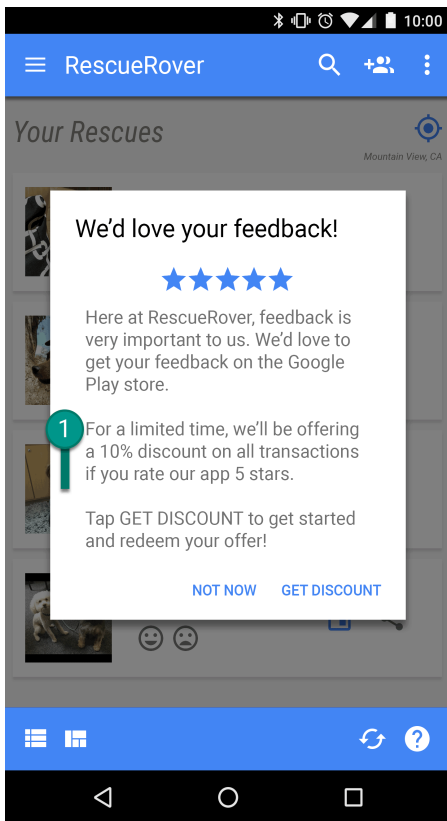 10:00
RescueRover
Your Rescues
Mountain View, CA
We’d love your feedback!
Here at RescueRover, feedback is
very important to us. We’d love to
get your feedback on the Google
Play store.
1
For a limited time, we’ll be offering
a 10% discount on all transactions
if you rate our app 5 stars.
Tap GET DISCOUNT to get started
and redeem your offer!
NOT NOW GET DISCOUNT